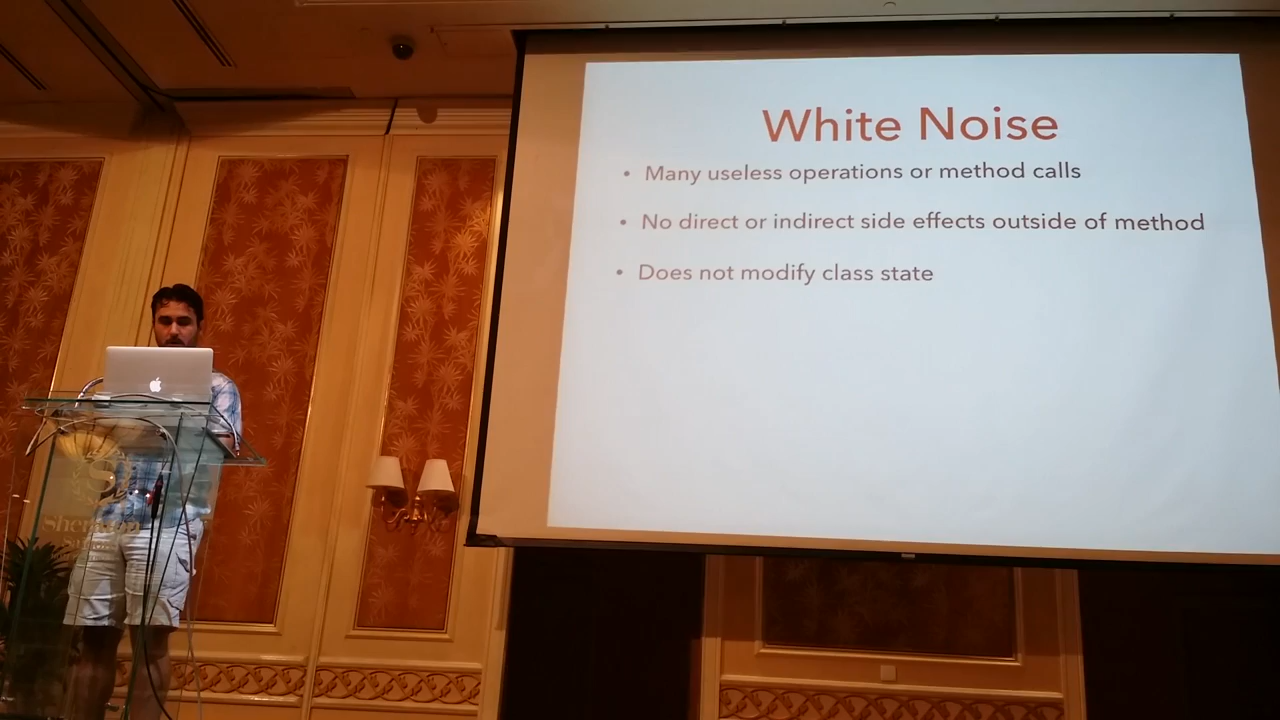 White Noise
• Many useless operations or method calls
• No direct or indirect side effects outside of method
• Does not modify class state
S
Sheraton